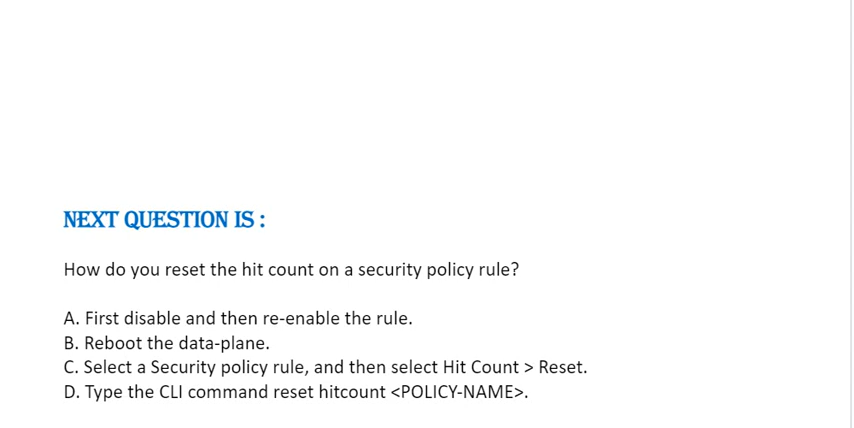 NEXT QUESTION IS :
How do you reset the hit count on a security policy rule?
A. First disable and then re-enable the rule.
B. Reboot the data-plane.
C. Select a Security policy rule, and then select Hit Count > Reset.
D. Type the CLI command reset hitcount <POLICY-NAME>.